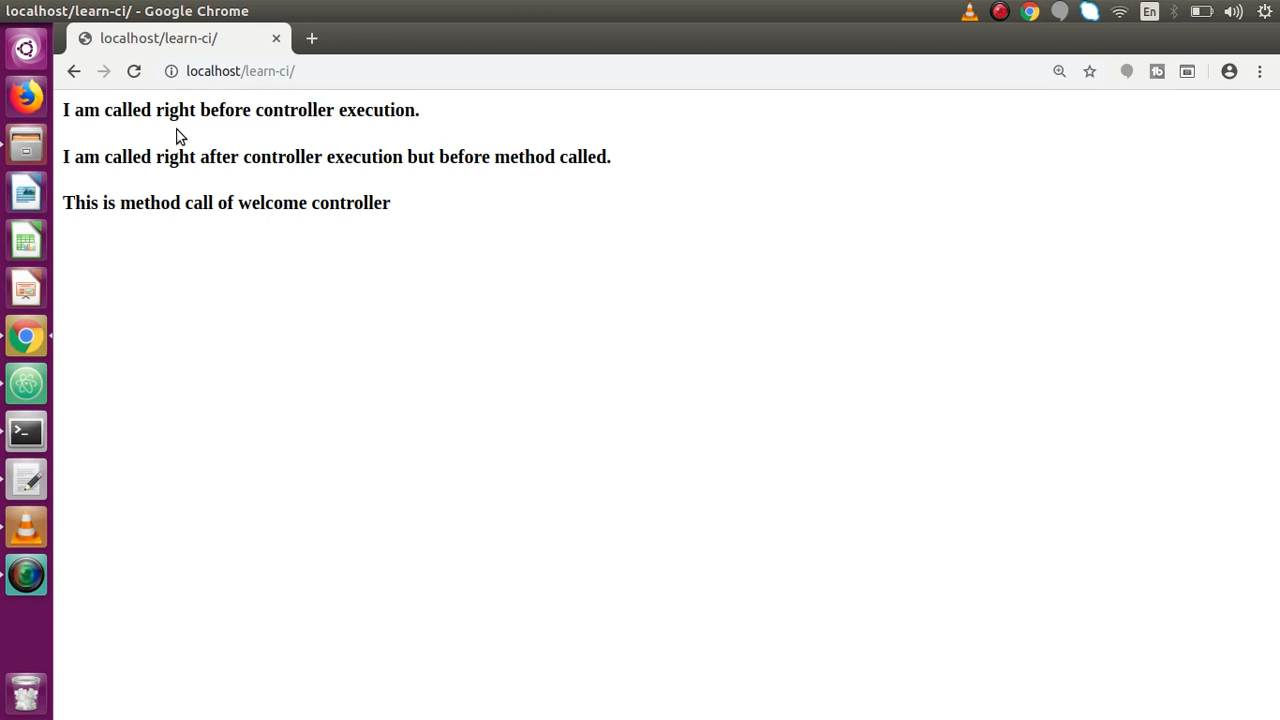 localhost/learn-ci/ - Google Chrome
En
localhost/learn-ci/
localhost/learn-ci/
I am called right before controller execution.
I am called right after controller execution but before method called.
This is method call of welcome controller